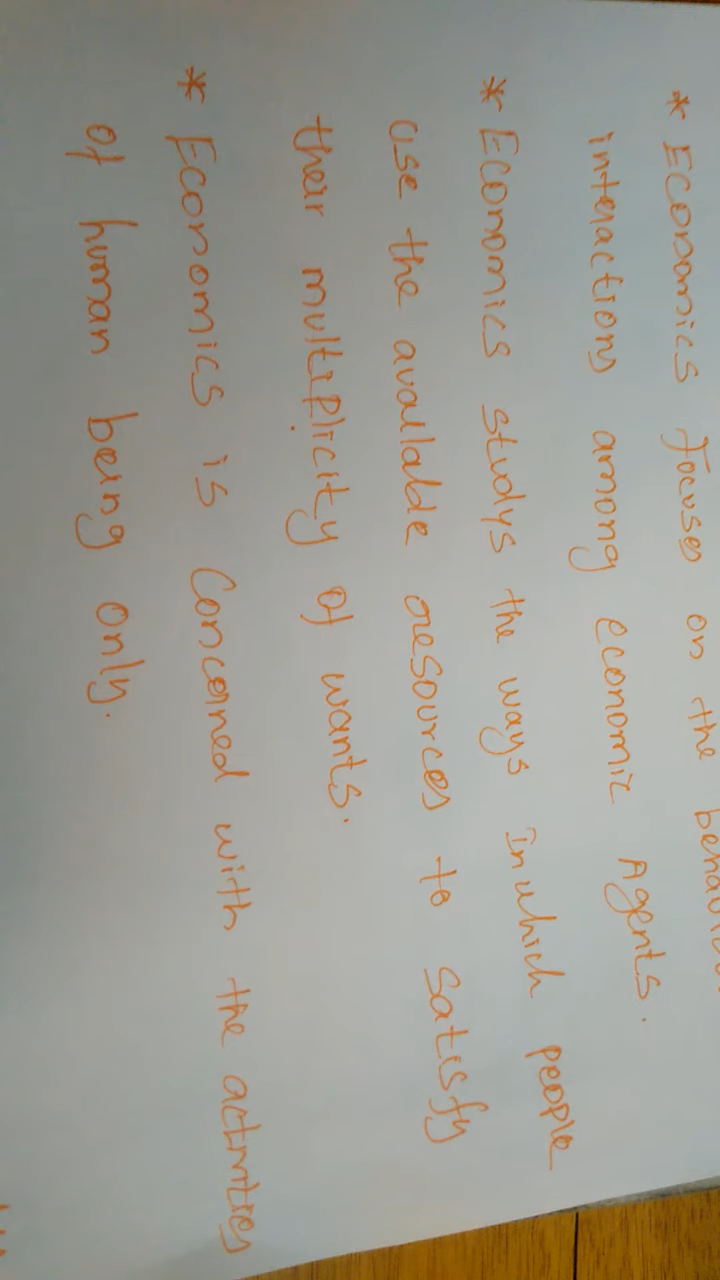 * Economics focuses on the
interactions among economic Agents.
* Economics studys the ways In which people
use the available resources to satisfy
their multiplicity of wants.
* Economics is Concerned with the activities
of human being only.